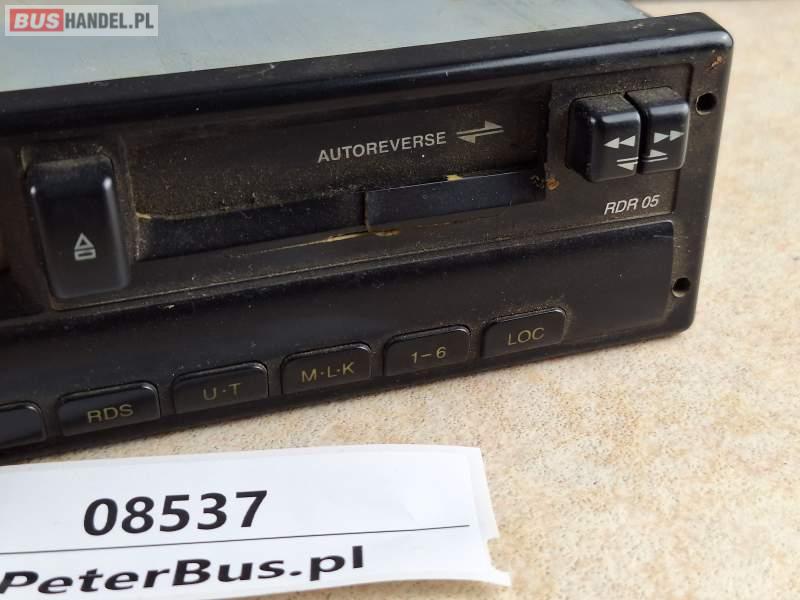 BUSHANDEL.PL
AUTOREVERSE
RDR 05
RDS
U·T
M·L·K
1-6
LOC
08537
PeterBus.pl